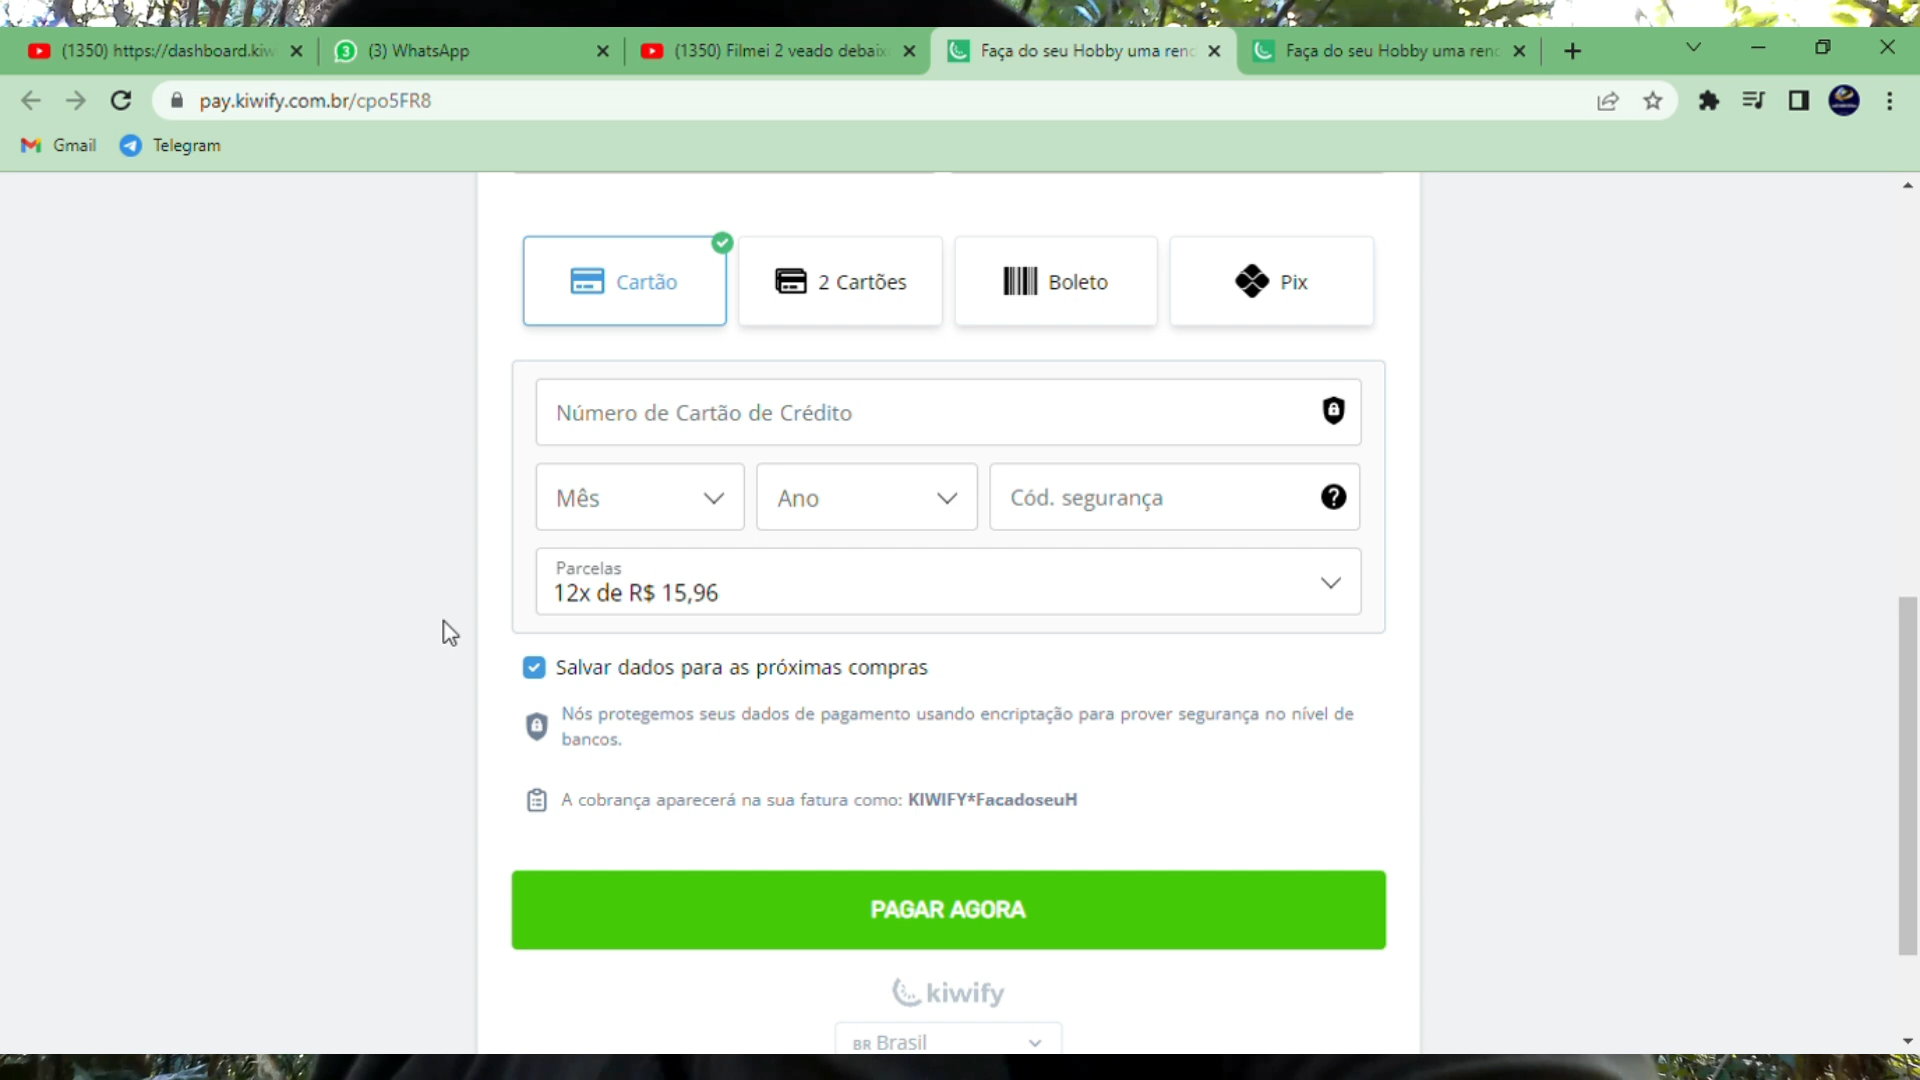 (1350) https://dashboard.kiw
(3) WhatsApp
(1350) Filmei 2 veado debaix
Faça do seu Hobby uma renc
Faça do seu Hobby uma renc
pay.kiwify.com.br/cpo5FR8
Gmail
Telegram
Cartão
2 Cartões
Boleto
Pix
Número de Cartão de Crédito
Mês
Ano
Cód. segurança
Parcelas
12x de R$ 15,96
Salvar dados para as próximas compras
Nós protegemos seus dados de pagamento usando encriptação para prover segurança no nível de
bancos.
A cobrança aparecerá na sua fatura como: KIWIFY*FacadoseuH
PAGAR AGORA
kiwify
BR Brasil